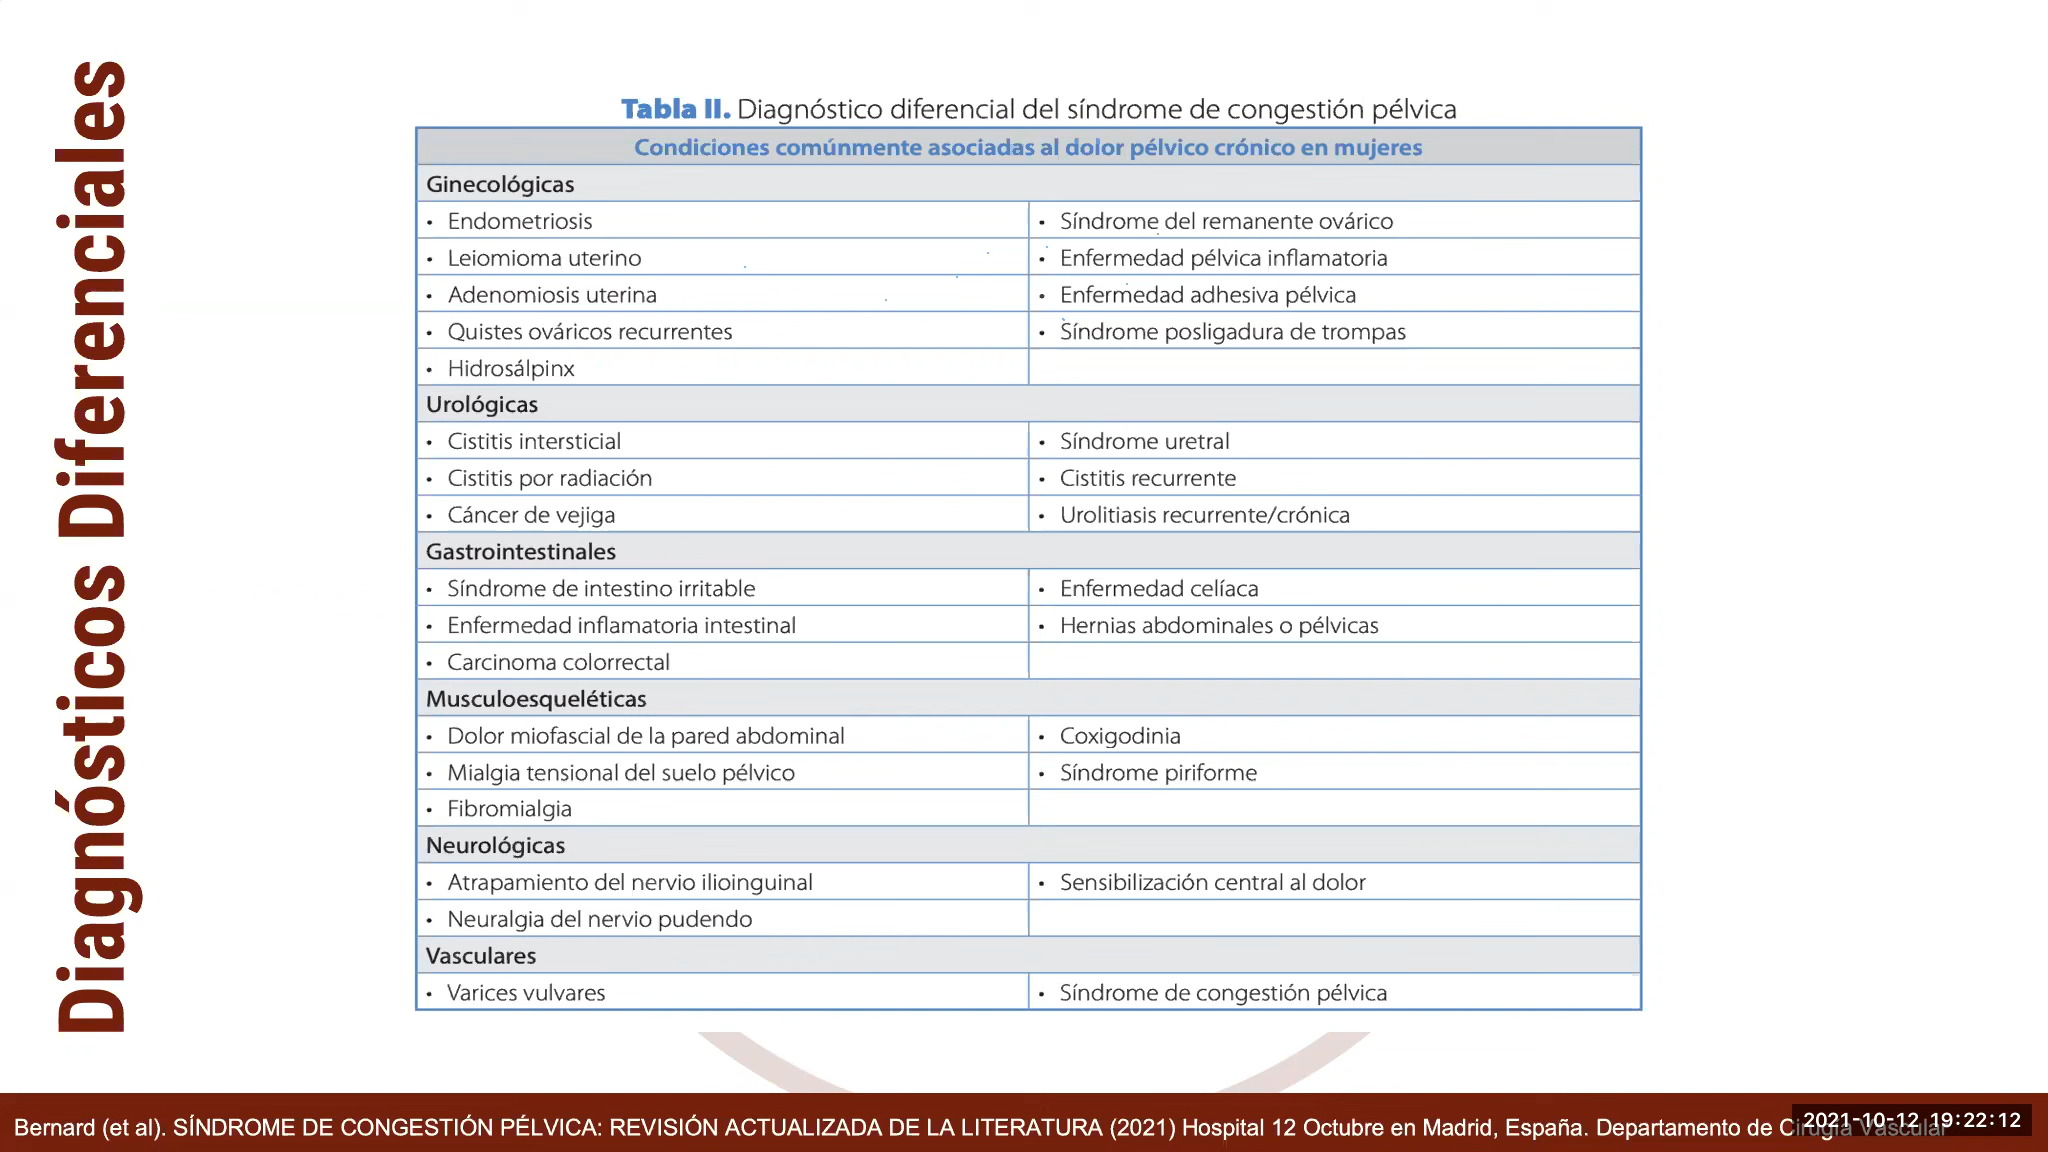 Diagnósticos Diferenciales
Tabla II. Diagnóstico diferencial del síndrome de congestión pélvica
Condiciones comúnmente asociadas al dolor pélvico crónico en mujeres
Ginecológicas
• Endometriosis • Síndrome del remanente ovárico
• Leiomioma uterino • Enfermedad pélvica inflamatoria
• Adenomiosis uterina • Enfermedad adhesiva pélvica
• Quistes ováricos recurrentes • Síndrome posligadura de trompas
• Hidrosálpinx
Urológicas
• Cistitis intersticial • Síndrome uretral
• Cistitis por radiación • Cistitis recurrente
• Cáncer de vejiga • Urolitiasis recurrente/crónica
Gastrointestinales
• Síndrome de intestino irritable • Enfermedad celíaca
• Enfermedad inflamatoria intestinal • Hernias abdominales o pélvicas
• Carcinoma colorrectal
Musculoesqueléticas
• Dolor miofascial de la pared abdominal • Coxigodinia
• Mialgia tensional del suelo pélvico • Síndrome piriforme
• Fibromialgia
Neurológicas
• Atrapamiento del nervio ilioinguinal • Sensibilización central al dolor
• Neuralgia del nervio pudendo
Vasculares
• Varices vulvares • Síndrome de congestión pélvica
Bernard (et al). SÍNDROME DE CONGESTIÓN PÉLVICA: REVISIÓN ACTUALIZADA DE LA LITERATURA (2021) Hospital 12 Octubre en Madrid, España. Departamento de Cirugía Vascular
2021-10-12 19:22:12